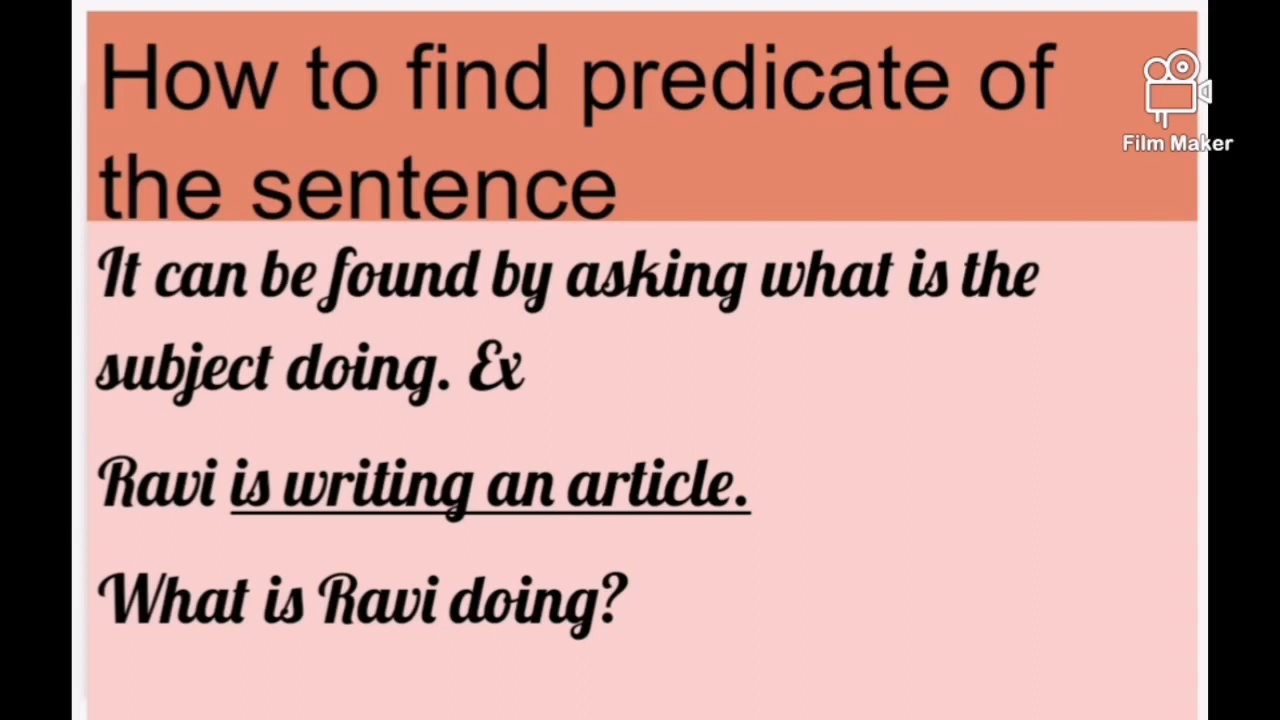 How to find predicate of
the sentence
Film Maker
It can be found by asking what is the
subject doing. Ex
Ravi is writing an article.
What is Ravi doing?